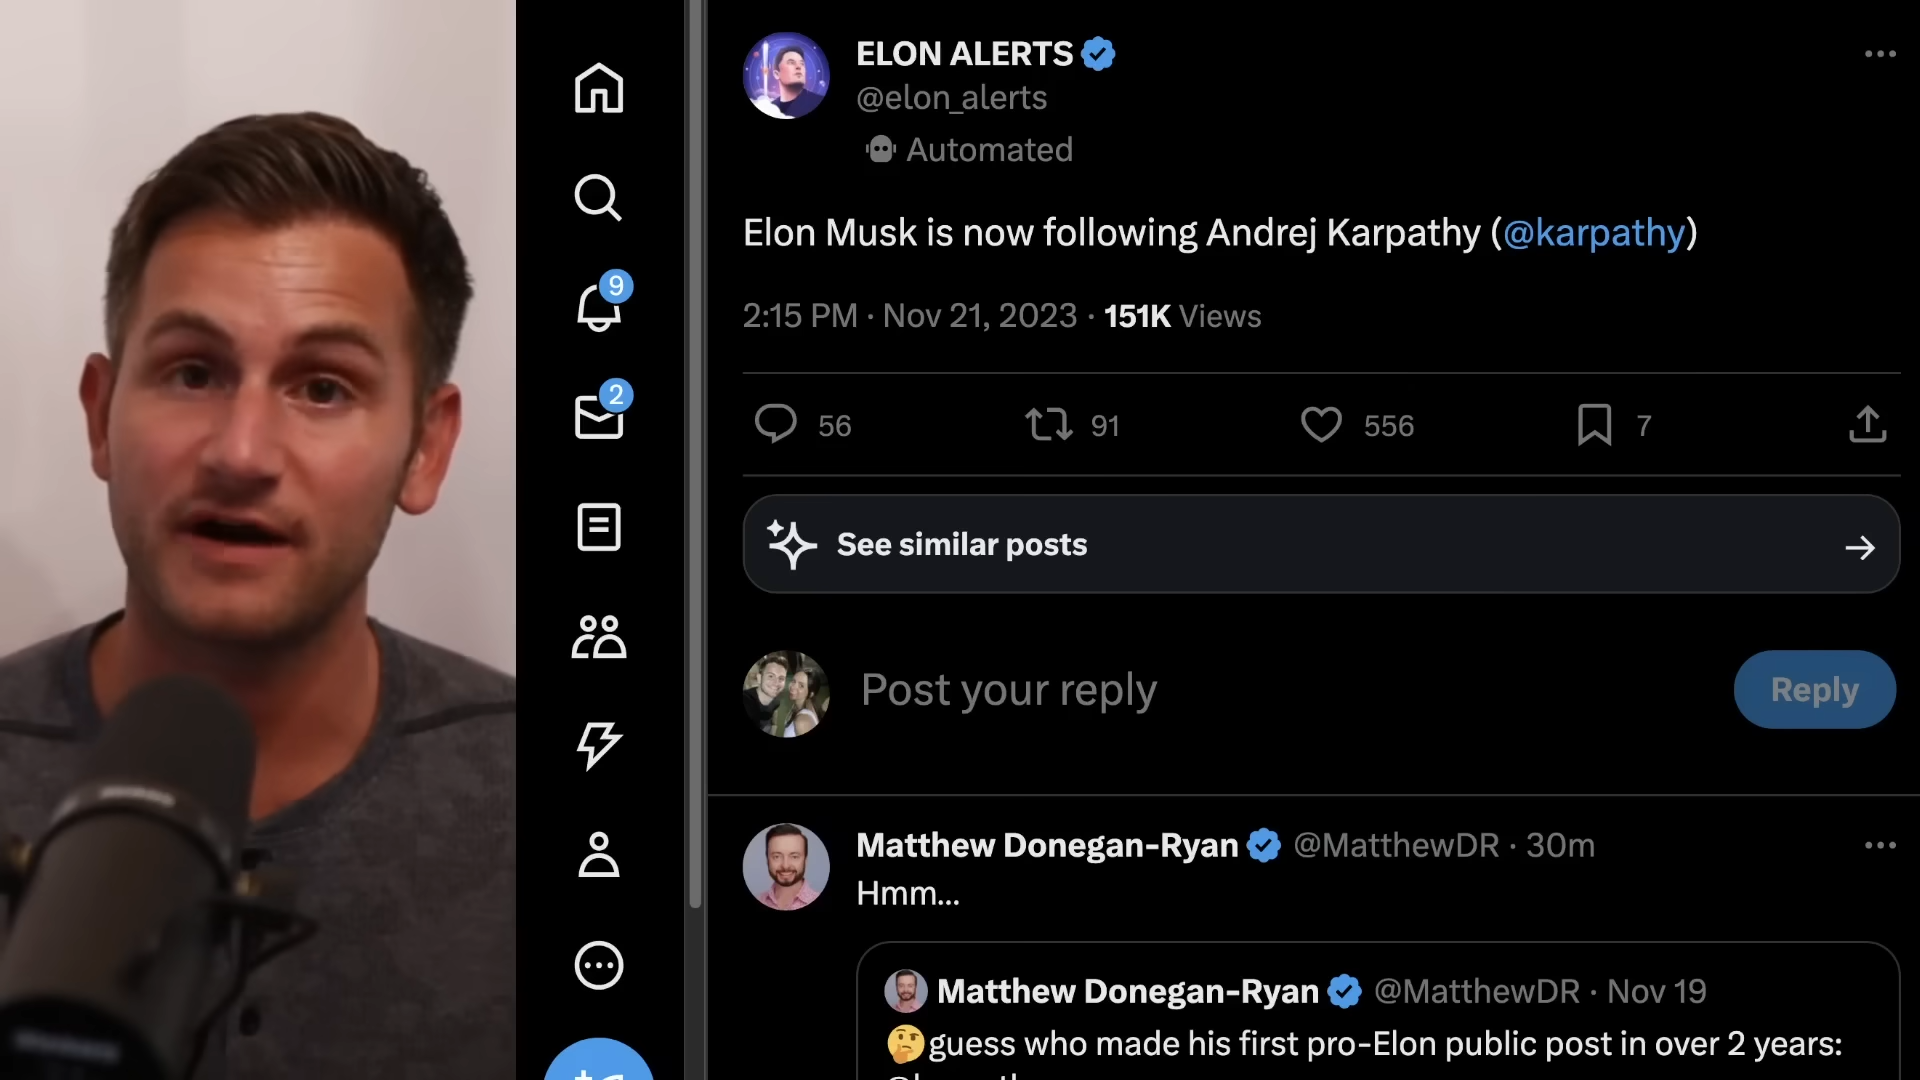 ELON ALERTS
@elon_alerts
Automated
Elon Musk is now following Andrej Karpathy (@karpathy)
2:15 PM · Nov 21, 2023 · 151K Views
56 91 556 7
9
2
See similar posts
Post your reply
Reply
Matthew Donegan-Ryan @MatthewDR · 30m
Hmm...
Matthew Donegan-Ryan @MatthewDR · Nov 19
🤔guess who made his first pro-Elon public post in over 2 years: